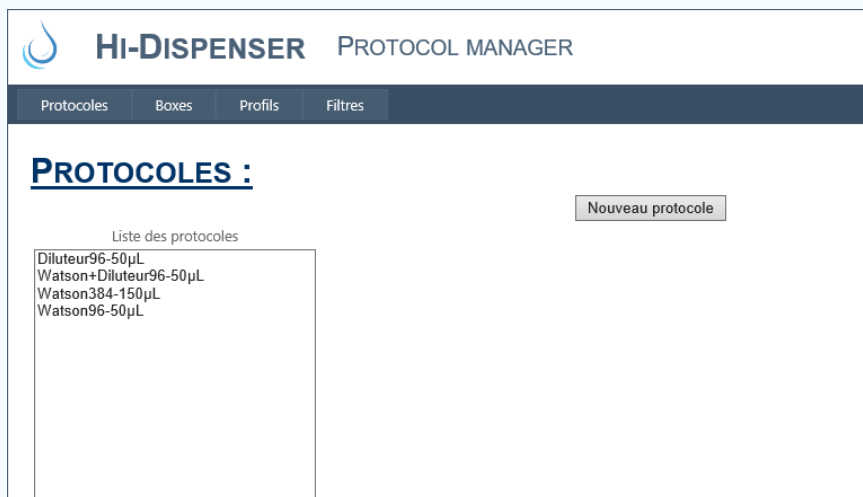 HI-DISPENSER PROTOCOL MANAGER
Protocoles Boxes Profils Filtres
PROTOCOLES :
Nouveau protocole
Liste des protocoles
Diluteur96-50µL
Watson+Diluteur96-50µL
Watson384-150µL
Watson96-50µL